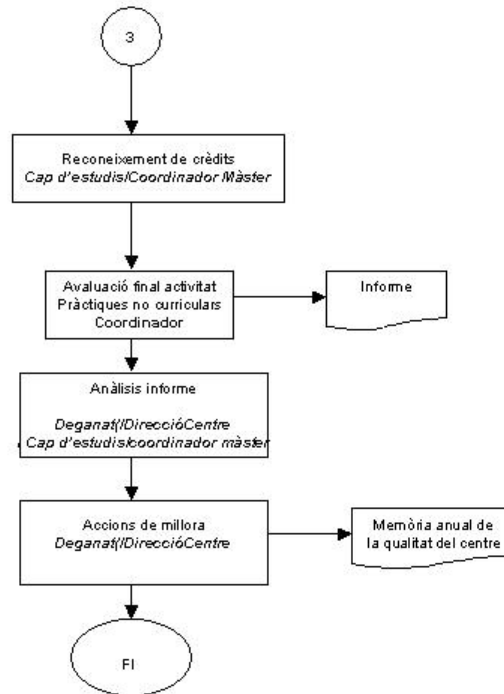 3
Reconeixement de crèdits
Cap d'estudis/Coordinador Màster
Avaluació final activitat
Pràctiques no curriculars
Coordinador
Informe
Anàlisis informe
Deganat(/DireccióCentre
, Cap d'estudis/coordinador màster
Accions de millora
Deganat(/DireccióCentre
Memòria anual de
la qualitat del centre
FI